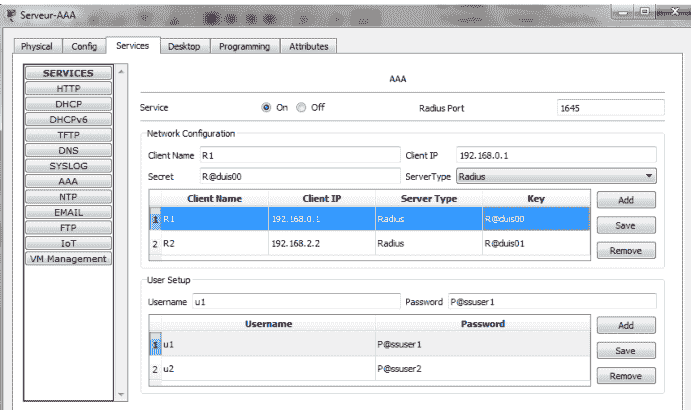 Serveur-AAA
Physical Config Services Desktop Programming Attributes
SERVICES
HTTP
DHCP
DHCPv6
TFTP
DNS
SYSLOG
AAA
NTP
EMAIL
FTP
IoT
VM Management
AAA
Service On Off Radius Port 1645
Network Configuration
Client Name R1 Client IP 192.168.0.1
Secret R@duis00 ServerType Radius
Client Name Client IP Server Type Key
1 R1 192.168.0.1 Radius R@duis00
2 R2 192.168.2.2 Radius R@duis01
Add
Save
Remove
User Setup
Username u1 Password P@ssuser1
Username Password
1 u1 P@ssuser1
2 u2 P@ssuser2
Add
Save
Remove